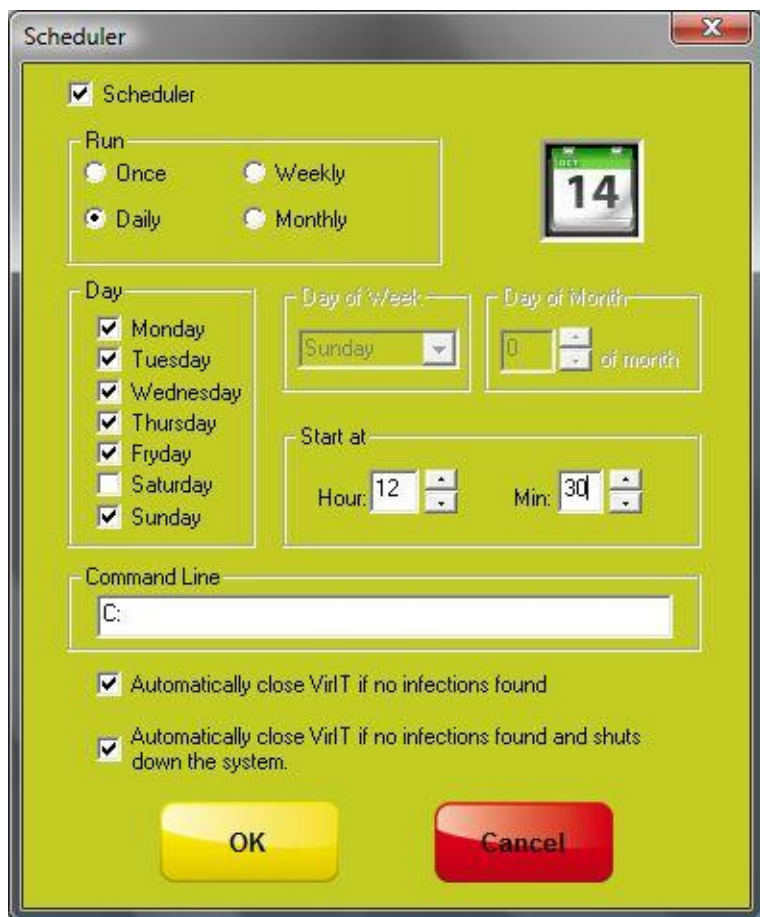 Scheduler
Scheduler
Run
Once
Weekly
Daily
Monthly
OCT
14
Day
Monday
Tuesday
Wednesday
Thursday
Fryday
Saturday
Sunday
Day of Week
Sunday
Day of Month
0
of month
Start at
Hour: 12
Min: 30
Command Line
C:
Automatically close VirIT if no infections found
Automatically close VirIT if no infections found and shuts
down the system.
OK
Cancel